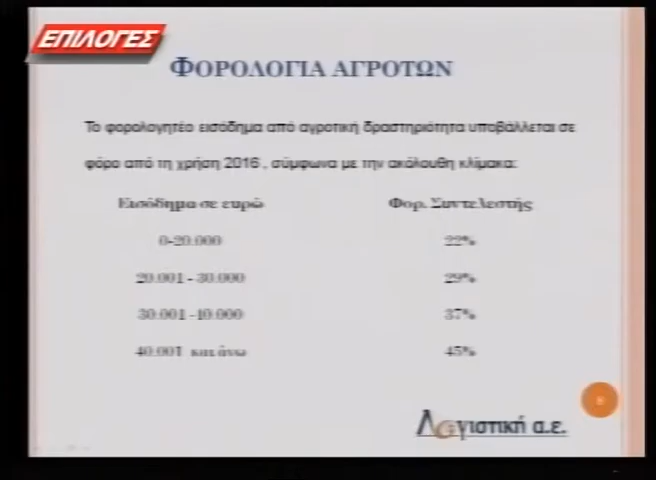 ΕΠΙΛΟΓΕΣ
ΦΟΡΟΛΟΓΙΑ ΑΓΡΟΤΩΝ
Το φορολογητέο εισόδημα από αγροτική δραστηριότητα υποβάλλεται σε
φόρο από τη χρήση 2016 , σύμφωνα με την ακόλουθη κλίμακα:
Εισόδημα σε ευρώ Φορ. Συντελεστής
0-20.000 22%
20.001 - 30.000 29%
30.001 -40.000 37%
40.001 και άνω 45%
Λογιστική α.ε.